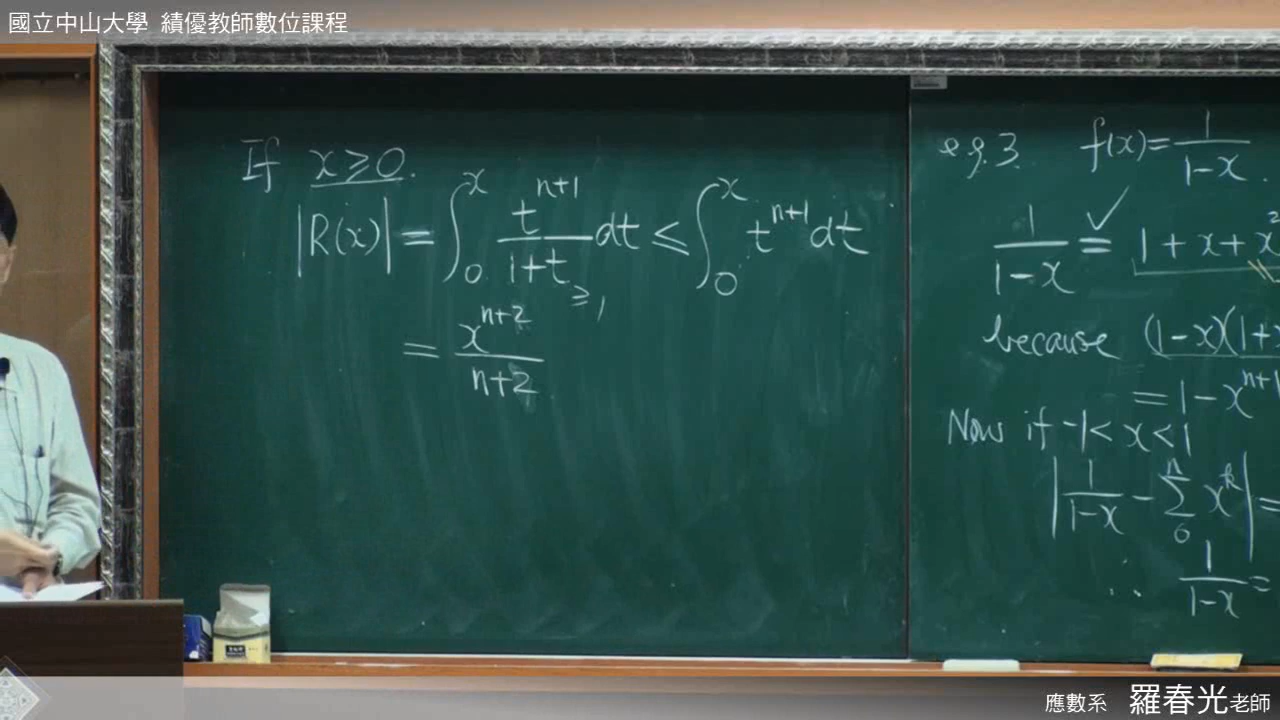 國立中山大學 績優教師數位課程
If x ≥ 0.
|R(x)| = ∫₀ˣ tⁿ⁺¹/(1+t) dt ≤ ∫₀ˣ tⁿ⁺¹ dt
≥ 1
= xⁿ⁺²/(n+2)
e.g.3. f(x) = 1/(1-x).
1/(1-x) =✓ 1 + x + x²
because (1-x)(1+x
= 1 - xⁿ⁺¹
Now if -1 < x < 1
|1/(1-x) - Σ₀ⁿ xᵏ| =
∴ 1/(1-x) =
應數系 羅春光老師